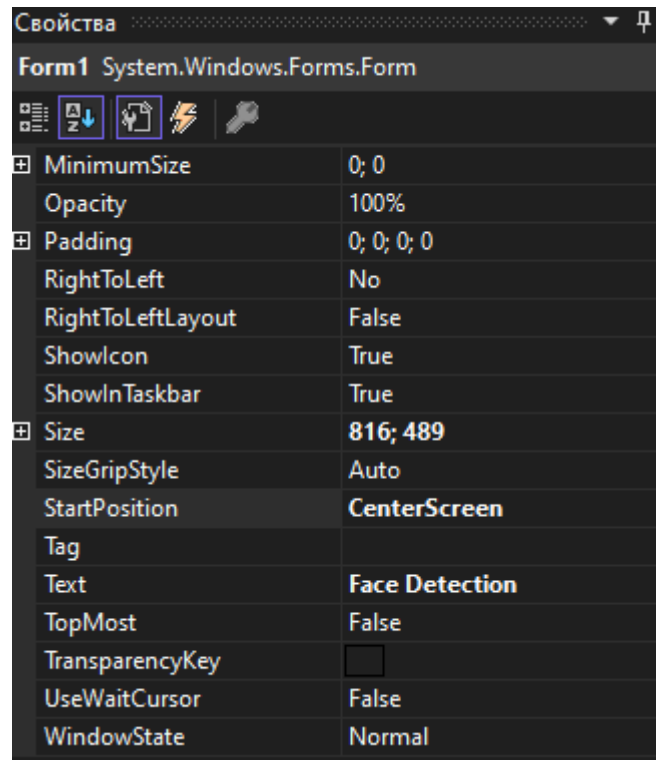 Свойства
Form1 System.Windows.Forms.Form
MinimumSize 0; 0
Opacity 100%
Padding 0; 0; 0; 0
RightToLeft No
RightToLeftLayout False
ShowIcon True
ShowInTaskbar True
Size 816; 489
SizeGripStyle Auto
StartPosition CenterScreen
Tag
Text Face Detection
TopMost False
TransparencyKey
UseWaitCursor False
WindowState Normal